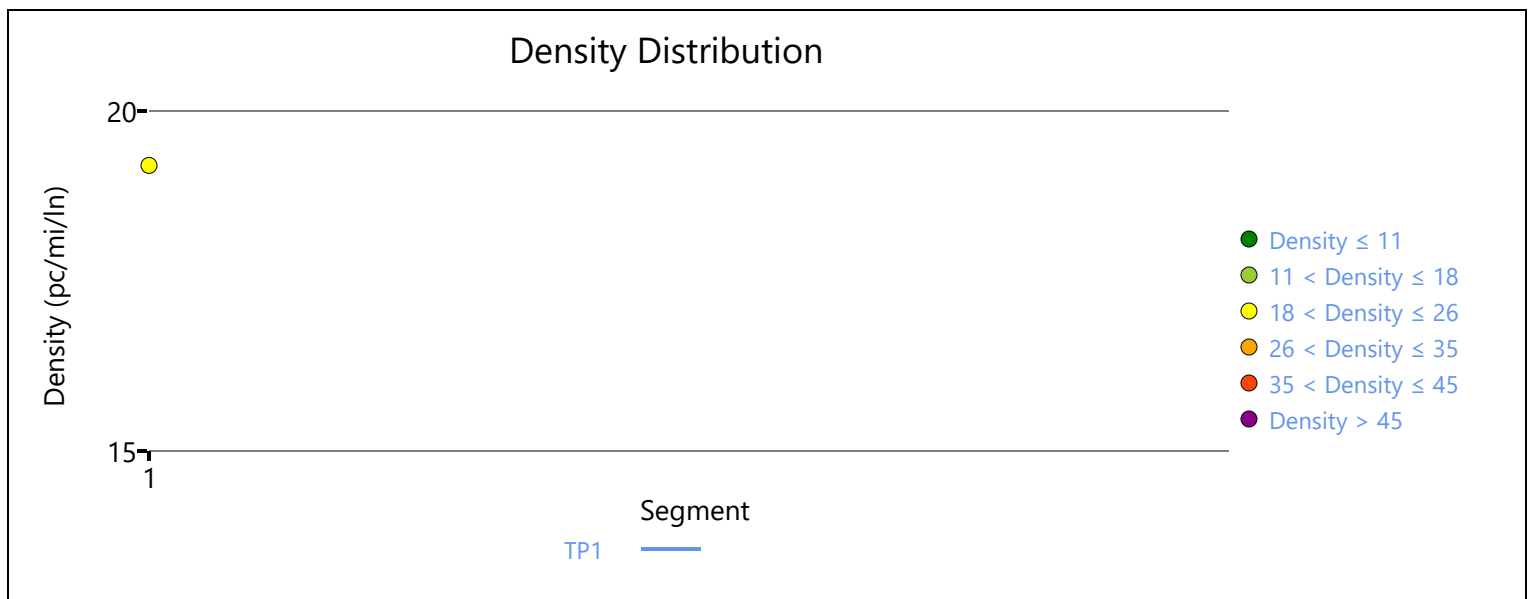 Density Distribution
20
Density (pc/mi/ln)
Density ≤ 11
11 < Density ≤ 18
18 < Density ≤ 26
26 < Density ≤ 35
35 < Density ≤ 45
Density > 45
15
1
Segment
TP1